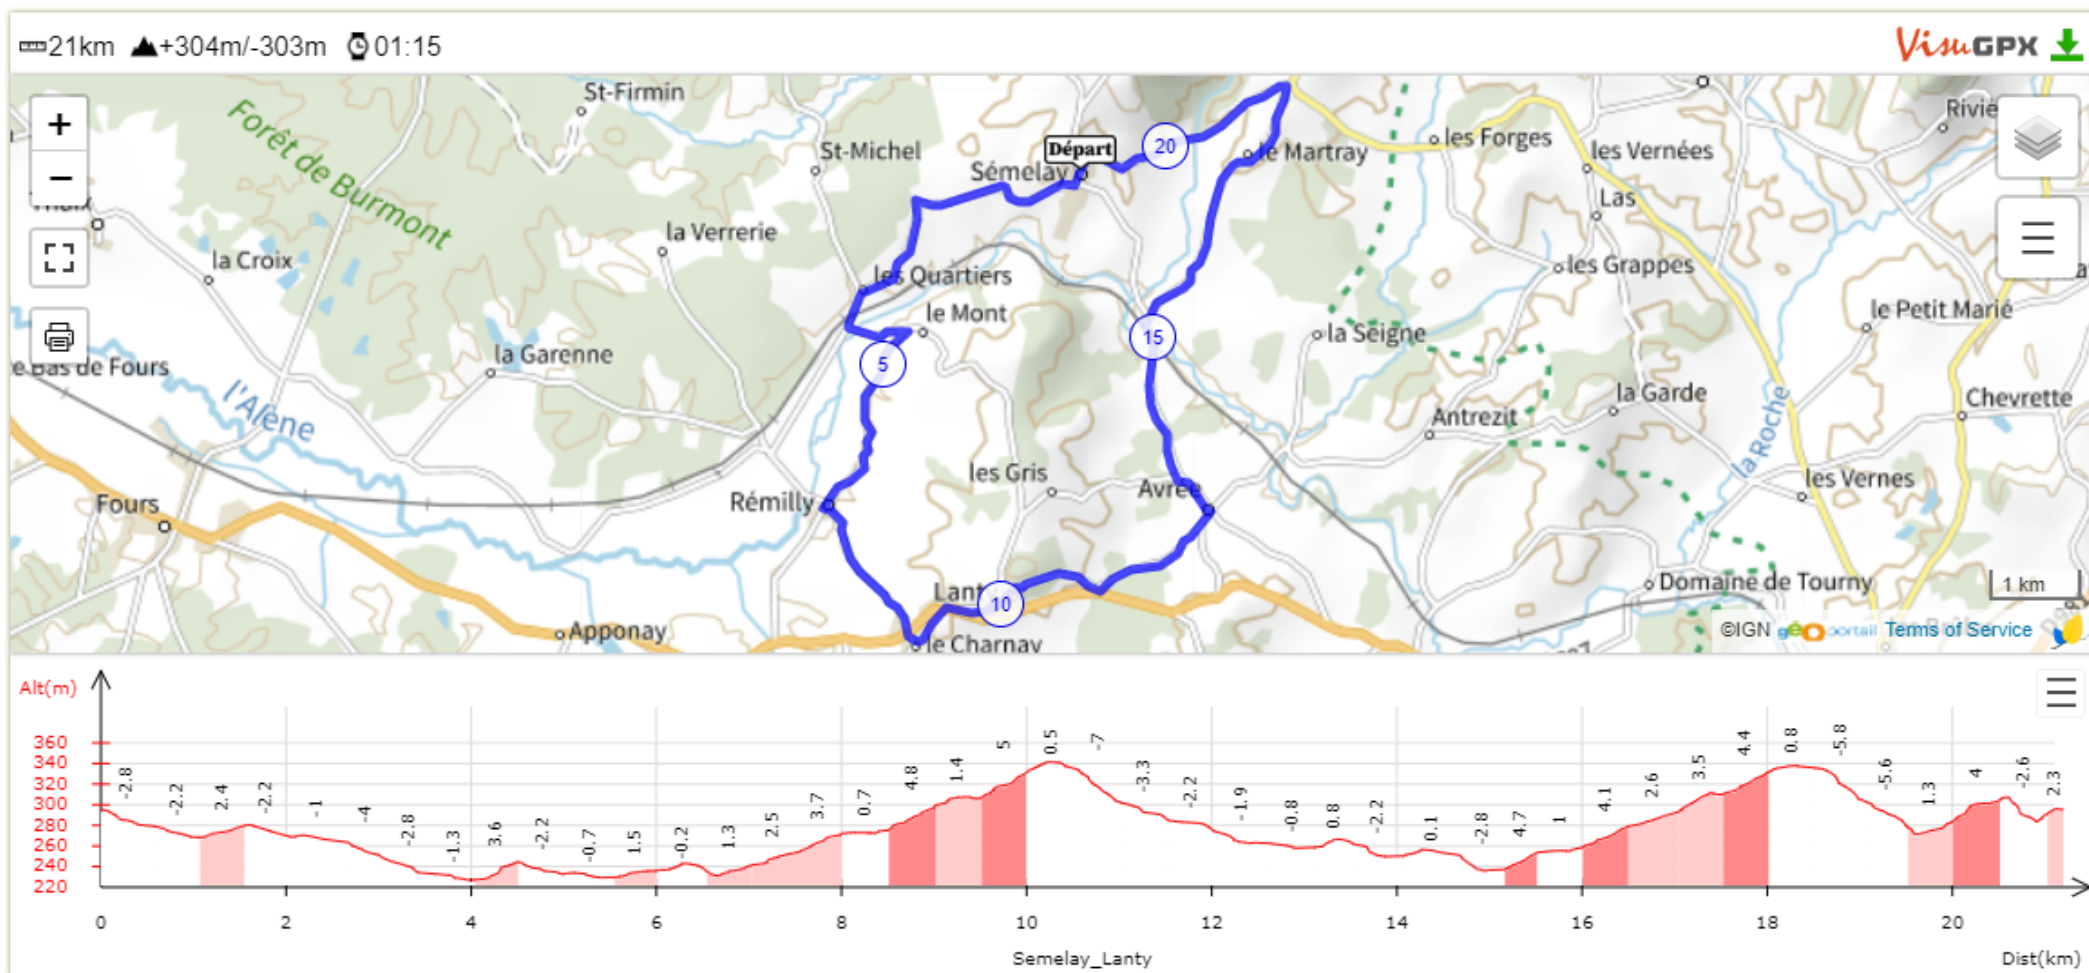 21km +304m/-303m 01:15
VisuGPX
+
−
St-Firmin
Forêt de Burmont
St-Michel
Départ
20
Sémelay
le Martray
les Forges
les Vernées
Las
la Croix
la Verrerie
les Quartiers
le Mont
les Grappes
le Petit Marié
la Seigne
15
5
la Garenne
Bas de Fours
l'Alène
la Garde
Antrezit
Chevrette
la Roche
les Gris
Avrée
les Vernes
Rémilly
Fours
10
Domaine de Tourny
1 km
Apponay
le Charnay
©IGN géoportail Terms of Service
Alt(m)
360
340
320
300
280
260
240
220
-2.8 -2.2 2.4 -2.2 -1 -4 -2.8 -1.3 3.6 -2.2 -0.7 1.5 -0.2 1.3 2.5 3.7 0.7 4.8 1.4 5 0.5 -7 -3.3 -2.2 -1.9 -0.8 0.8 -2.2 0.1 -2.8 4.7 1 4.1 2.6 3.5 4.4 0.8 -5.8 -5.6 1.3 4 -2.6 2.3
0 2 4 6 8 10 12 14 16 18 20
Semelay_Lanty
Dist(km)